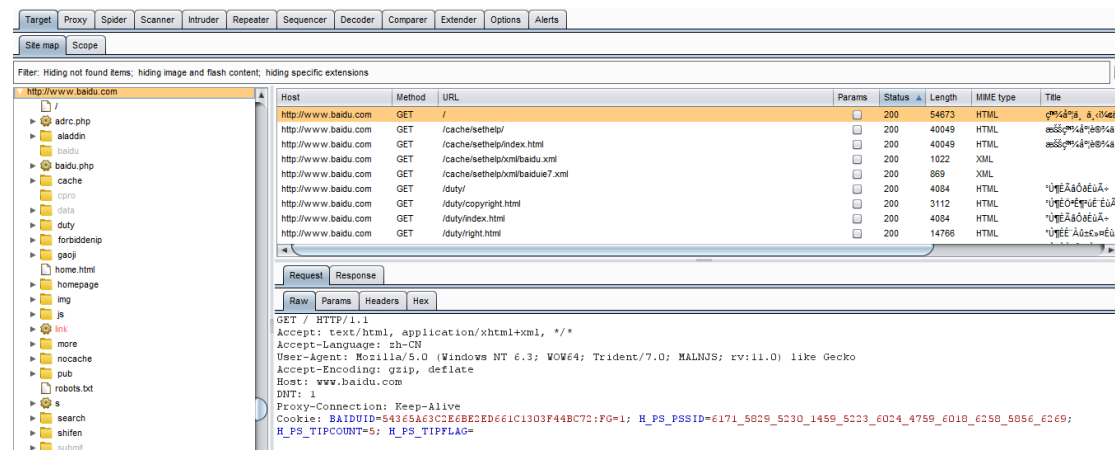 Target Proxy Spider Scanner Intruder Repeater Sequencer Decoder Comparer Extender Options Alerts
Site map Scope
Filter: Hiding not found items; hiding image and flash content; hiding specific extensions
http://www.baidu.com
/
adrc.php
aladdin
baidu
baidu.php
cache
cpro
data
duty
forbiddenip
gaoji
home.html
homepage
img
js
link
more
nocache
pub
robots.txt
s
search
shifen
submit
Host Method URL Params Status Length MIME type Title
http://www.baidu.com GET / 200 54673 HTML
http://www.baidu.com GET /cache/sethelp/ 200 40049 HTML
http://www.baidu.com GET /cache/sethelp/index.html 200 40049 HTML
http://www.baidu.com GET /cache/sethelp/xml/baidu.xml 200 1022 XML
http://www.baidu.com GET /cache/sethelp/xml/baiduie7.xml 200 869 XML
http://www.baidu.com GET /duty/ 200 4084 HTML
http://www.baidu.com GET /duty/copyright.html 200 3112 HTML
http://www.baidu.com GET /duty/index.html 200 4084 HTML
http://www.baidu.com GET /duty/right.html 200 14766 HTML
Request Response
Raw Params Headers Hex
GET / HTTP/1.1
Accept: text/html, application/xhtml+xml, */*
Accept-Language: zh-CN
User-Agent: Mozilla/5.0 (Windows NT 6.3; WOW64; Trident/7.0; MALNJS; rv:11.0) like Gecko
Accept-Encoding: gzip, deflate
Host: www.baidu.com
DNT: 1
Proxy-Connection: Keep-Alive
Cookie: BAIDUID=54365A63C2E6BE2ED661C1303F44BC72:FG=1; H_PS_PSSID=6171_5829_5230_1459_5223_6024_4759_6018_6258_5856_6269;
H_PS_TIPCOUNT=5; H_PS_TIPFLAG=